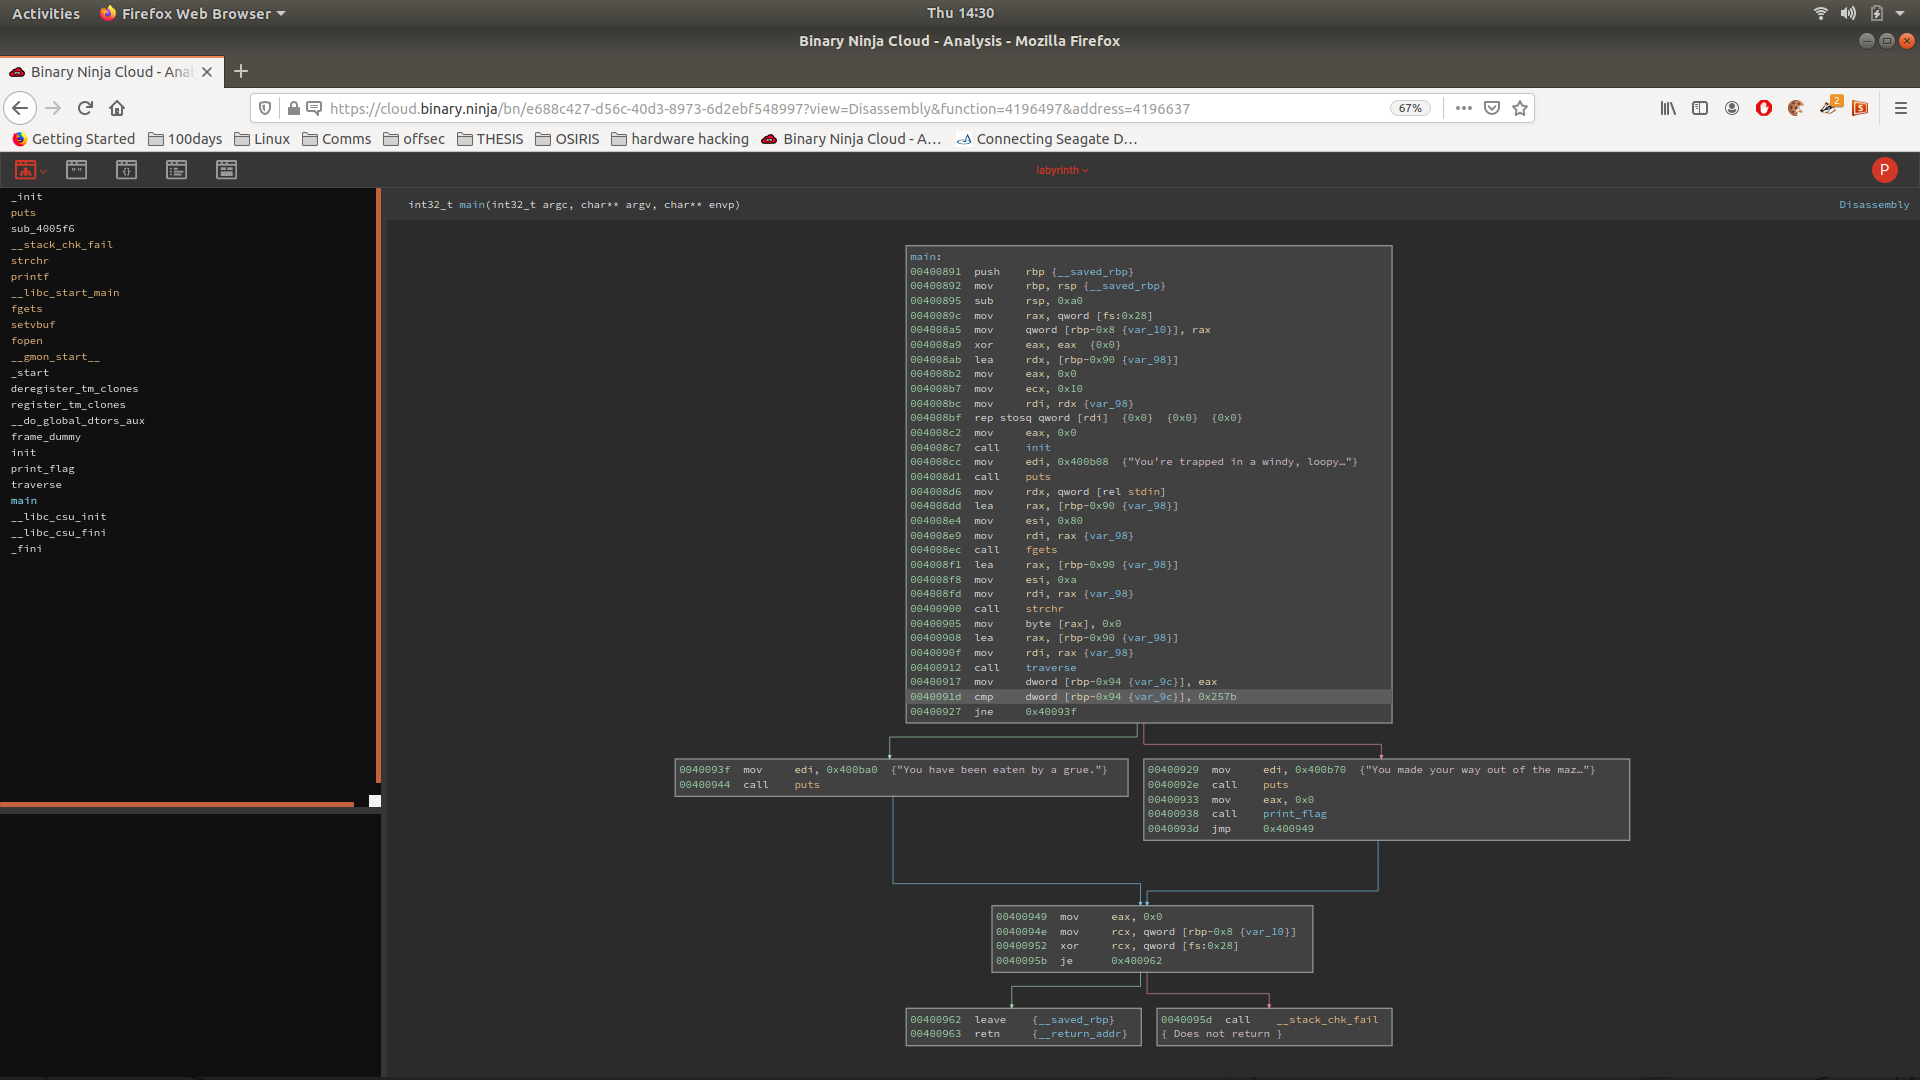 Activities Firefox Web Browser Thu 14:30
Binary Ninja Cloud - Analysis - Mozilla Firefox
Binary Ninja Cloud - Anal
https://cloud.binary.ninja/bn/e688c427-d56c-40d3-8973-6d2ebf548997?view=Disassembly&function=4196497&address=4196637 67% 2
Getting Started 100days Linux Comms offsec THESIS OSIRIS hardware hacking Binary Ninja Cloud - A... Connecting Seagate D...
labyrinth P
_init
puts
sub_4005f6
__stack_chk_fail
strchr
printf
__libc_start_main
fgets
setvbuf
fopen
__gmon_start__
_start
deregister_tm_clones
register_tm_clones
__do_global_dtors_aux
frame_dummy
init
print_flag
traverse
main
__libc_csu_init
__libc_csu_fini
_fini
int32_t main(int32_t argc, char** argv, char** envp) Disassembly
main:
00400891 push rbp {__saved_rbp}
00400892 mov rbp, rsp {__saved_rbp}
00400895 sub rsp, 0xa0
0040089c mov rax, qword [fs:0x28]
004008a5 mov qword [rbp-0x8 {var_10}], rax
004008a9 xor eax, eax {0x0}
004008ab lea rdx, [rbp-0x90 {var_98}]
004008b2 mov eax, 0x0
004008b7 mov ecx, 0x10
004008bc mov rdi, rdx {var_98}
004008bf rep stosq qword [rdi] {0x0} {0x0} {0x0}
004008c2 mov eax, 0x0
004008c7 call init
004008cc mov edi, 0x400b08 {"You're trapped in a windy, loopy…"}
004008d1 call puts
004008d6 mov rdx, qword [rel stdin]
004008dd lea rax, [rbp-0x90 {var_98}]
004008e4 mov esi, 0x80
004008e9 mov rdi, rax {var_98}
004008ec call fgets
004008f1 lea rax, [rbp-0x90 {var_98}]
004008f8 mov esi, 0xa
004008fd mov rdi, rax {var_98}
00400900 call strchr
00400905 mov byte [rax], 0x0
00400908 lea rax, [rbp-0x90 {var_98}]
0040090f mov rdi, rax {var_98}
00400912 call traverse
00400917 mov dword [rbp-0x94 {var_9c}], eax
0040091d cmp dword [rbp-0x94 {var_9c}], 0x257b
00400927 jne 0x40093f
0040093f mov edi, 0x400ba0 {"You have been eaten by a grue."}
00400944 call puts
00400929 mov edi, 0x400b70 {"You made your way out of the maz…"}
0040092e call puts
00400933 mov eax, 0x0
00400938 call print_flag
0040093d jmp 0x400949
00400949 mov eax, 0x0
0040094e mov rcx, qword [rbp-0x8 {var_10}]
00400952 xor rcx, qword [fs:0x28]
0040095b je 0x400962
00400962 leave {__saved_rbp}
00400963 retn {__return_addr}
0040095d call __stack_chk_fail
{ Does not return }